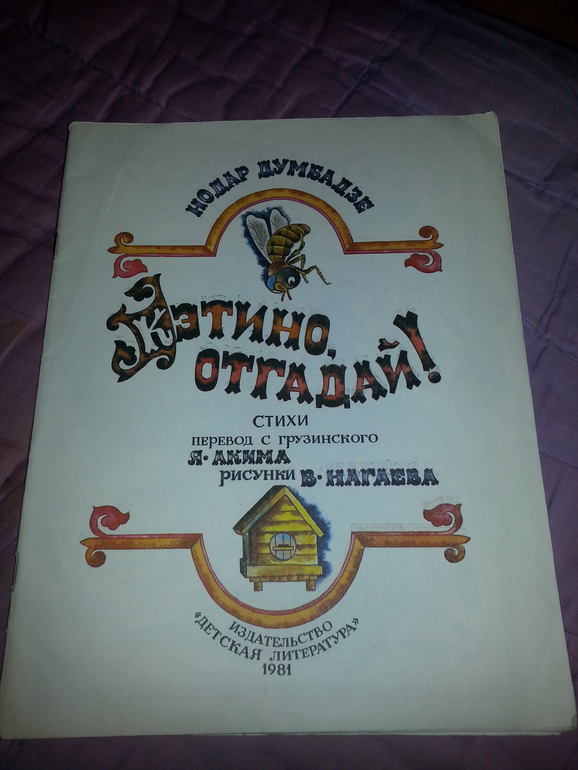 НОДАР ДУМБАДЗЕ
КЭТИНО,
ОТГАДАЙ!
СТИХИ
ПЕРЕВОД С ГРУЗИНСКОГО
Я. АКИМА
РИСУНКИ В. НАГАЕВА
ИЗДАТЕЛЬСТВО
«ДЕТСКАЯ ЛИТЕРАТУРА»
1981